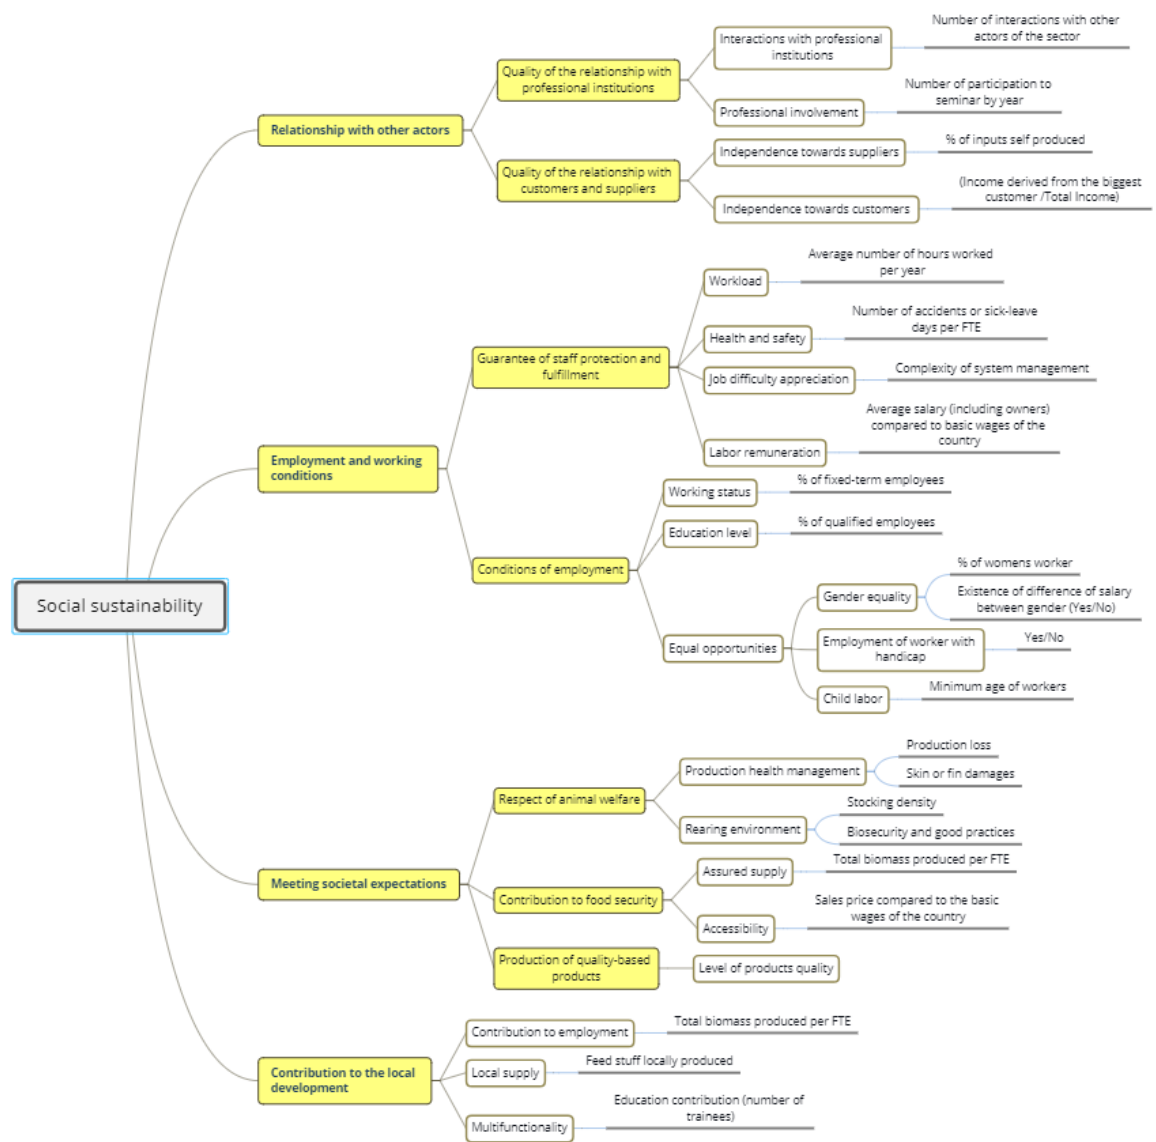 Social sustainability
Relationship with other actors
Quality of the relationship with
professional institutions
Interactions with professional
institutions
Number of interactions with other
actors of the sector
Professional involvement
Number of participation to
seminar by year
Quality of the relationship with
customers and suppliers
Independence towards suppliers
% of inputs self produced
Independence towards customers
(Income derived from the biggest
customer /Total Income)
Employment and working
conditions
Guarantee of staff protection and
fulfillment
Workload
Average number of hours worked
per year
Health and safety
Number of accidents or sick-leave
days per FTE
Job difficulty appreciation
Complexity of system management
Labor remuneration
Average salary (including owners)
compared to basic wages of the
country
Conditions of employment
Working status
% of fixed-term employees
Education level
% of qualified employees
Equal opportunities
Gender equality
% of womens worker
Existence of difference of salary
between gender (Yes/No)
Employment of worker with
handicap
Yes/No
Child labor
Minimum age of workers
Meeting societal expectations
Respect of animal welfare
Production health management
Production loss
Skin or fin damages
Rearing environment
Stocking density
Biosecurity and good practices
Contribution to food security
Assured supply
Total biomass produced per FTE
Accessibility
Sales price compared to the basic
wages of the country
Production of quality-based
products
Level of products quality
Contribution to the local
development
Contribution to employment
Total biomass produced per FTE
Local supply
Feed stuff locally produced
Multifunctionality
Education contribution (number of
trainees)